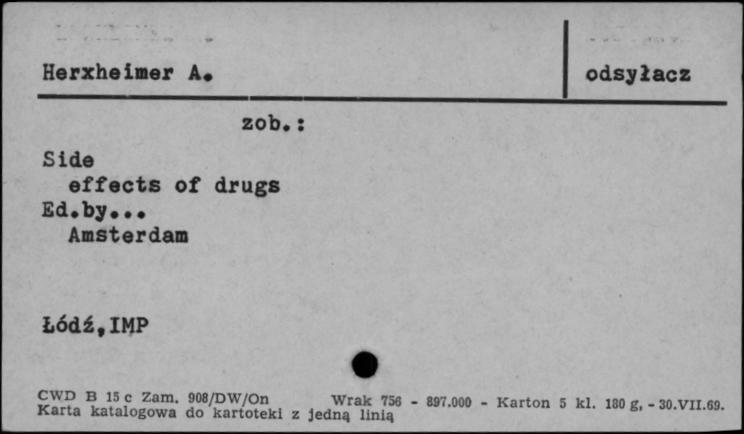 Herxheimer A. odsyłacz
zob.:
Side
effects of drugs
Ed.by...
Amsterdam
Łódź,IMP
CWD B 15 c Zam. 908/DW/On Wrak 756 - 897.000 - Karton 5 kl. 180 g, - 30.VII.69.
Karta katalogowa do kartoteki z jedną linią